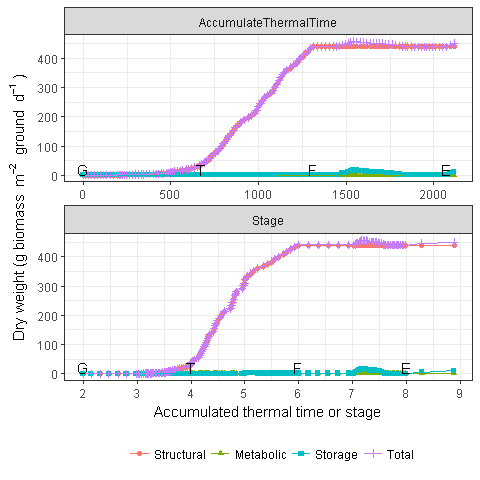 AccumulateThermalTime
400
300
200
100
0
G T F E
0 500 1000 1500 2000
Stage
400
300
200
100
0
G T F E
2 3 4 5 6 7 8 9
Dry weight (g biomass m⁻² ground d⁻¹)
Accumulated thermal time or stage
Structural Metabolic Storage Total